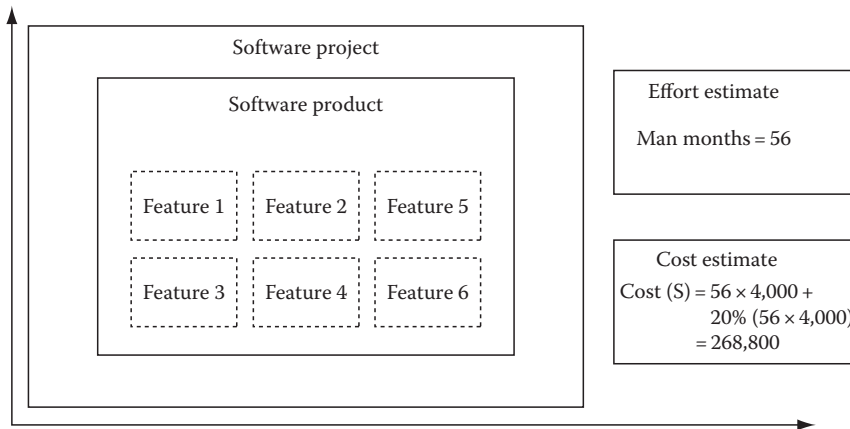 Software project
Software product
Feature 1 Feature 2 Feature 5
Feature 3 Feature 4 Feature 6
Effort estimate
Man months = 56
Cost estimate
Cost (S) = 56 × 4,000 +
20% (56 × 4,000)
= 268,800